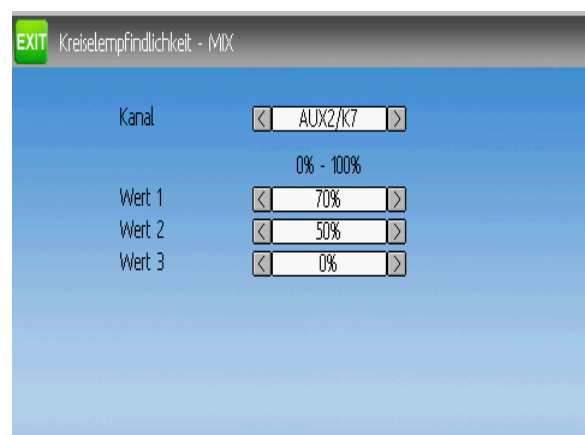 EXIT Kreiselempfindlichkeit - MIX
Kanal < AUX2/K7 >
0% - 100%
Wert 1 < 70% >
Wert 2 < 50% >
Wert 3 < 0% >